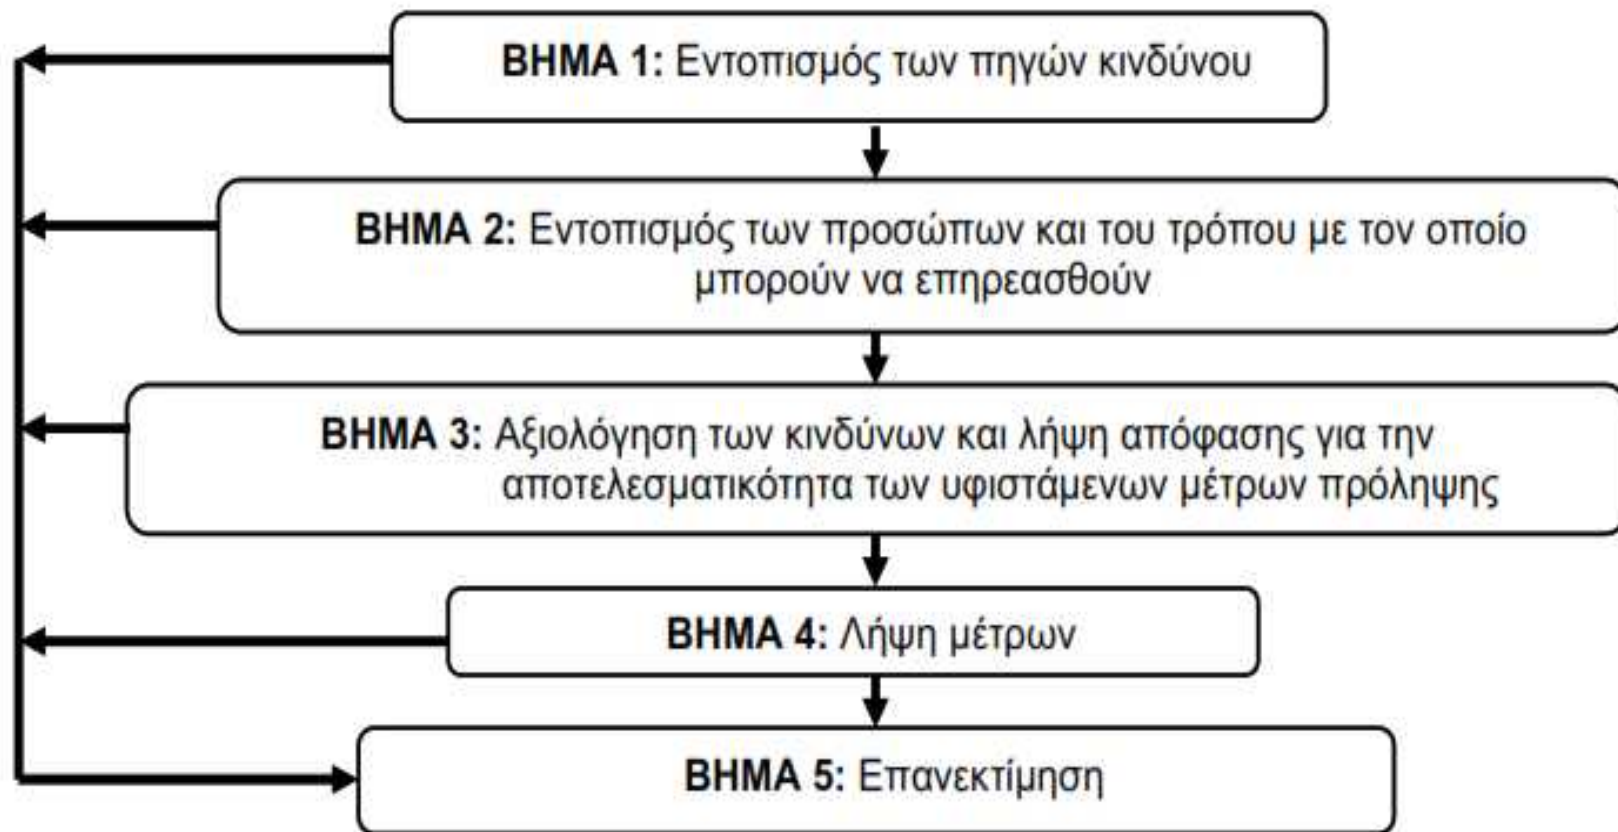 ΒΗΜΑ 1: Εντοπισμός των πηγών κινδύνου
ΒΗΜΑ 2: Εντοπισμός των προσώπων και του τρόπου με τον οποίο
μπορούν να επηρεασθούν
ΒΗΜΑ 3: Αξιολόγηση των κινδύνων και λήψη απόφασης για την
αποτελεσματικότητα των υφιστάμενων μέτρων πρόληψης
ΒΗΜΑ 4: Λήψη μέτρων
ΒΗΜΑ 5: Επανεκτίμηση